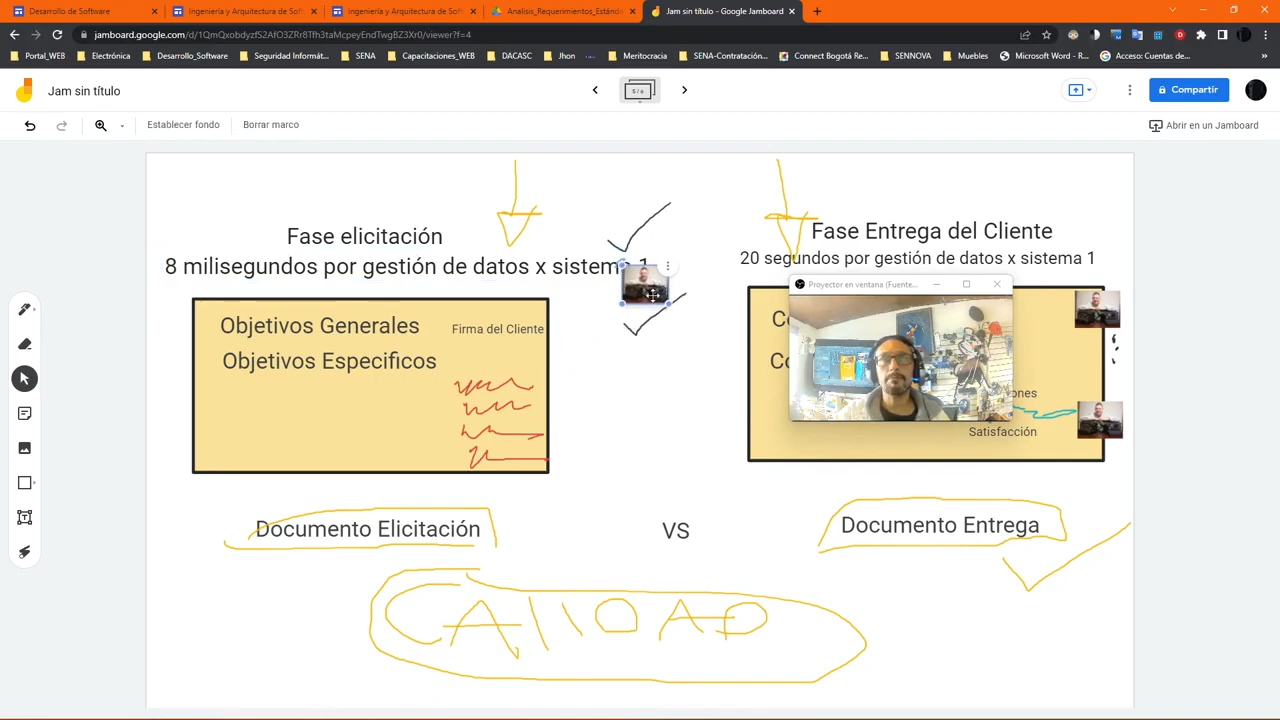 Desarrollo de Software
Ingeniería y Arquitectura de Sof
Ingeniería y Arquitectura de Sof
Analisis_Requerimientos_Estánd
Jam sin título - Google Jamboard
jamboard.google.com/d/1QmQxobdyzfS2AfO3ZRr8Tfh3taMcpeyEndTwgBZ3Xr0/viewer?f=4
Portal_WEB
Electrónica
Desarrollo_Software
Seguridad Informát...
SENA
Capacitaciones_WEB
DACASC
Jhon
Meritocracia
SENA-Contratación...
Connect Bogotá Re...
SENNOVA
Muebles
Microsoft Word - R...
Acceso: Cuentas de...
Jam sin título
5 / 6
Compartir
Establecer fondo
Borrar marco
Abrir en un Jamboard
Fase elicitación
8 milisegundos por gestión de datos x sistema 1
Fase Entrega del Cliente
20 segundos por gestión de datos x sistema 1
Proyector en ventana (Fuente...
Objetivos Generales
Firma del Cliente
Objetivos Especificos
Co
Co
ones
Satisfacción
Documento Elicitación
VS
Documento Entrega
CAlIDAD